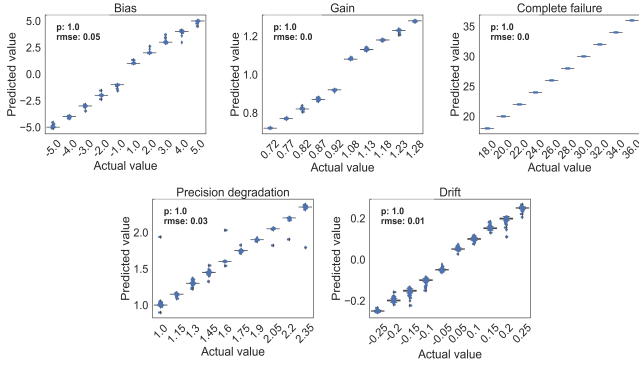 Bias
p: 1.0
rmse: 0.05
Predicted value
5.0
2.5
0.0
−2.5
−5.0
-5.0 -4.0 -3.0 -2.0 -1.0 1.0 2.0 3.0 4.0 5.0
Actual value
Gain
p: 1.0
rmse: 0.0
Predicted value
1.2
1.0
0.8
0.72 0.77 0.82 0.87 0.92 1.08 1.13 1.18 1.23 1.28
Actual value
Complete failure
p: 1.0
rmse: 0.0
Predicted value
35
30
25
20
18.0 20.0 22.0 24.0 26.0 28.0 30.0 32.0 34.0 36.0
Actual value
Precision degradation
p: 1.0
rmse: 0.03
Predicted value
2.0
1.5
1.0
1.0 1.15 1.3 1.45 1.6 1.75 1.9 2.05 2.2 2.35
Actual value
Drift
p: 1.0
rmse: 0.01
Predicted value
0.2
0.0
−0.2
-0.25 -0.2 -0.15 -0.1 -0.05 0.05 0.1 0.15 0.2 0.25
Actual value